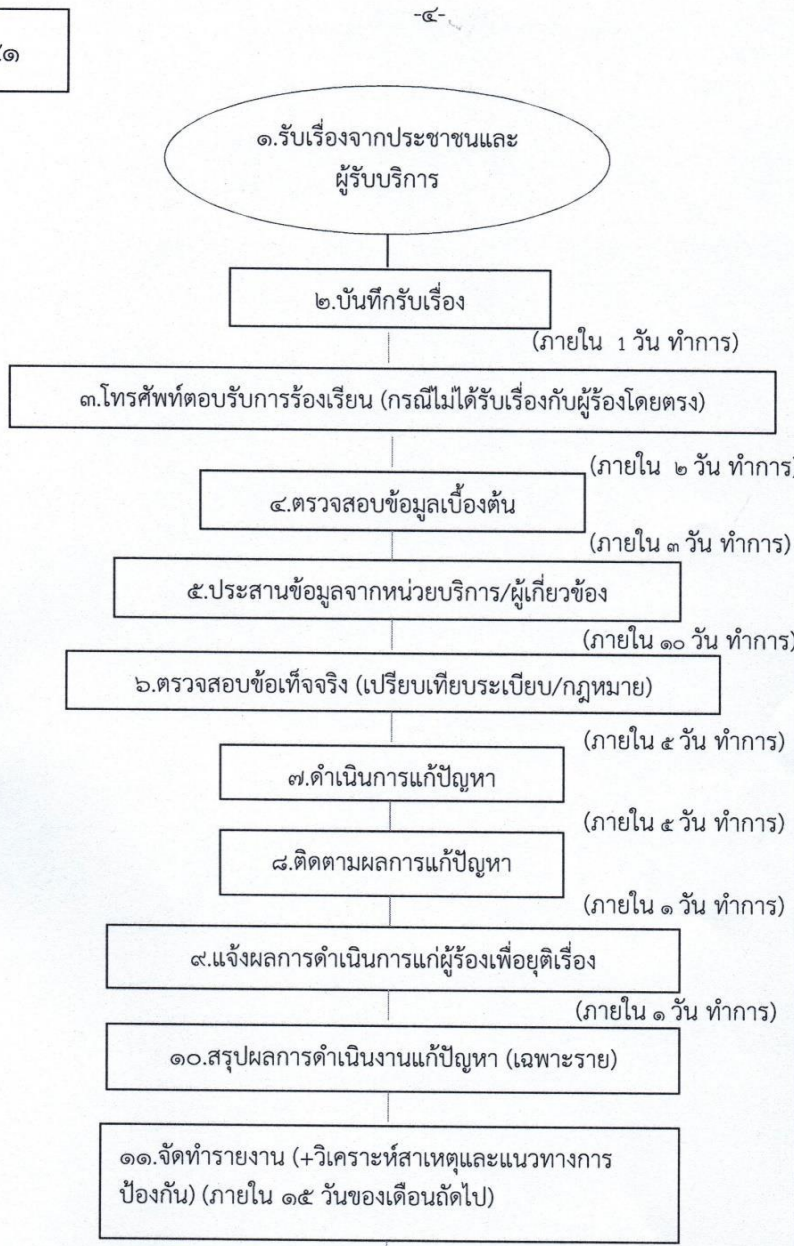 -๔-
๑.รับเรื่องจากประชาชนและ
ผู้รับบริการ
๒.บันทึกรับเรื่อง
(ภายใน 1 วัน ทำการ)
๓.โทรศัพท์ตอบรับการร้องเรียน (กรณีไม่ได้รับเรื่องกับผู้ร้องโดยตรง)
(ภายใน ๒ วัน ทำการ)
๔.ตรวจสอบข้อมูลเบื้องต้น
(ภายใน ๓ วัน ทำการ)
๕.ประสานข้อมูลจากหน่วยบริการ/ผู้เกี่ยวข้อง
(ภายใน ๑๐ วัน ทำการ)
๖.ตรวจสอบข้อเท็จจริง (เปรียบเทียบระเบียบ/กฎหมาย)
(ภายใน ๕ วัน ทำการ)
๗.ดำเนินการแก้ปัญหา
(ภายใน ๕ วัน ทำการ)
๘.ติดตามผลการแก้ปัญหา
(ภายใน ๑ วัน ทำการ)
๙.แจ้งผลการดำเนินการแก่ผู้ร้องเพื่อยุติเรื่อง
(ภายใน ๑ วัน ทำการ)
๑๐.สรุปผลการดำเนินงานแก้ปัญหา (เฉพาะราย)
๑๑.จัดทำรายงาน (+วิเคราะห์สาเหตุและแนวทางการ
ป้องกัน) (ภายใน ๑๕ วันของเดือนถัดไป)